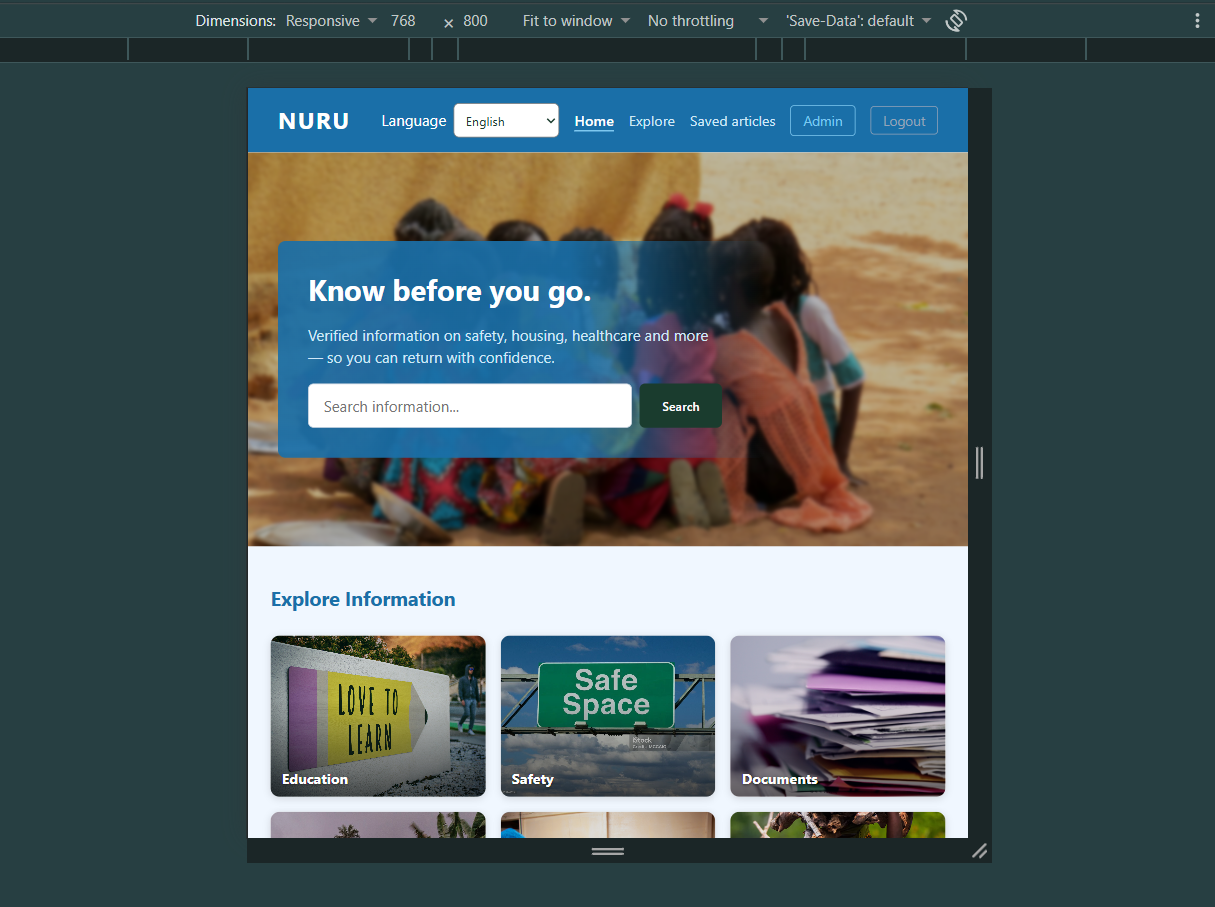 Dimensions: Responsive 768 × 800 Fit to window No throttling 'Save-Data': default
NURU Language English Home Explore Saved articles Admin Logout
Know before you go.
Verified information on safety, housing, healthcare and more
— so you can return with confidence.
Search information... Search
Explore Information
LOVE TO
LEARN
Education
Safe
Space
iStock
Safety
Documents